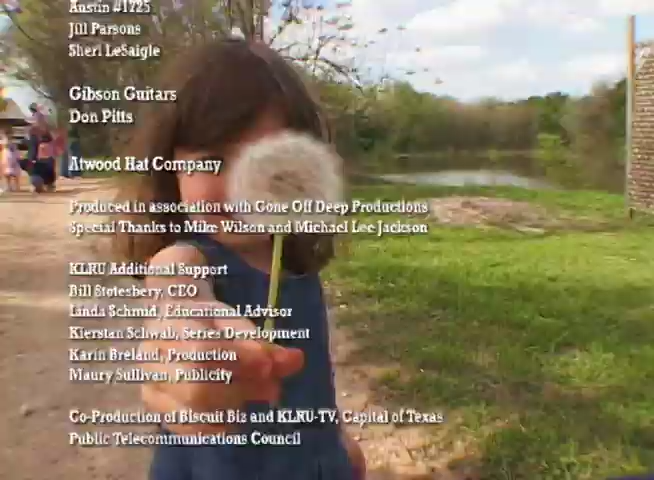 Austin #1725
Jill Parsons
Sheri LeSaigle
Gibson Guitars
Don Pitts
Atwood Hat Company
Produced in association with Gone Off Deep Productions
Special Thanks to Mike Wilson and Michael Lee Jackson
KLRU Additional Support
Bill Stotesbery, CEO
Linda Schmid, Educational Advisor
Kierstan Schwab, Series Development
Karin Breland, Production
Maury Sullivan, Publicity
Co-Production of Biscuit Biz and KLRU-TV, Capital of Texas
Public Telecommunications Council